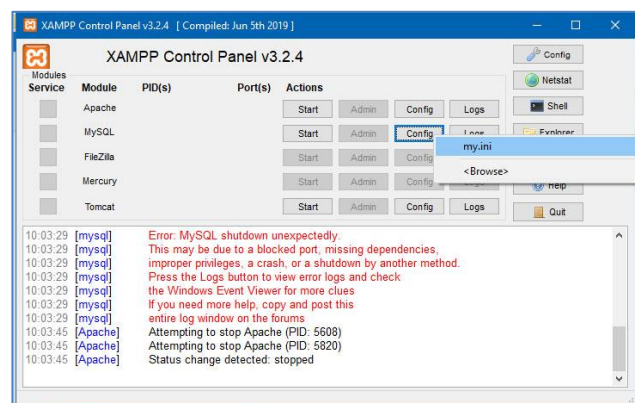 XAMPP Control Panel v3.2.4 [ Compiled: Jun 5th 2019 ]
XAMPP Control Panel v3.2.4
Config
Modules
Service Module PID(s) Port(s) Actions
Netstat
Apache Start Admin Config Logs
Shell
MySQL Start Admin Config Logs
Explorer
my.ini
FileZilla Start Admin Config
<Browse>
Mercury Start Admin Config
Help
Tomcat Start Admin Config Logs
Quit
10:03:29 [mysql] Error: MySQL shutdown unexpectedly.
10:03:29 [mysql] This may be due to a blocked port, missing dependencies,
10:03:29 [mysql] improper privileges, a crash, or a shutdown by another method.
10:03:29 [mysql] Press the Logs button to view error logs and check
10:03:29 [mysql] the Windows Event Viewer for more clues
10:03:29 [mysql] If you need more help, copy and post this
10:03:29 [mysql] entire log window on the forums
10:03:45 [Apache] Attempting to stop Apache (PID: 5608)
10:03:45 [Apache] Attempting to stop Apache (PID: 5820)
10:03:45 [Apache] Status change detected: stopped